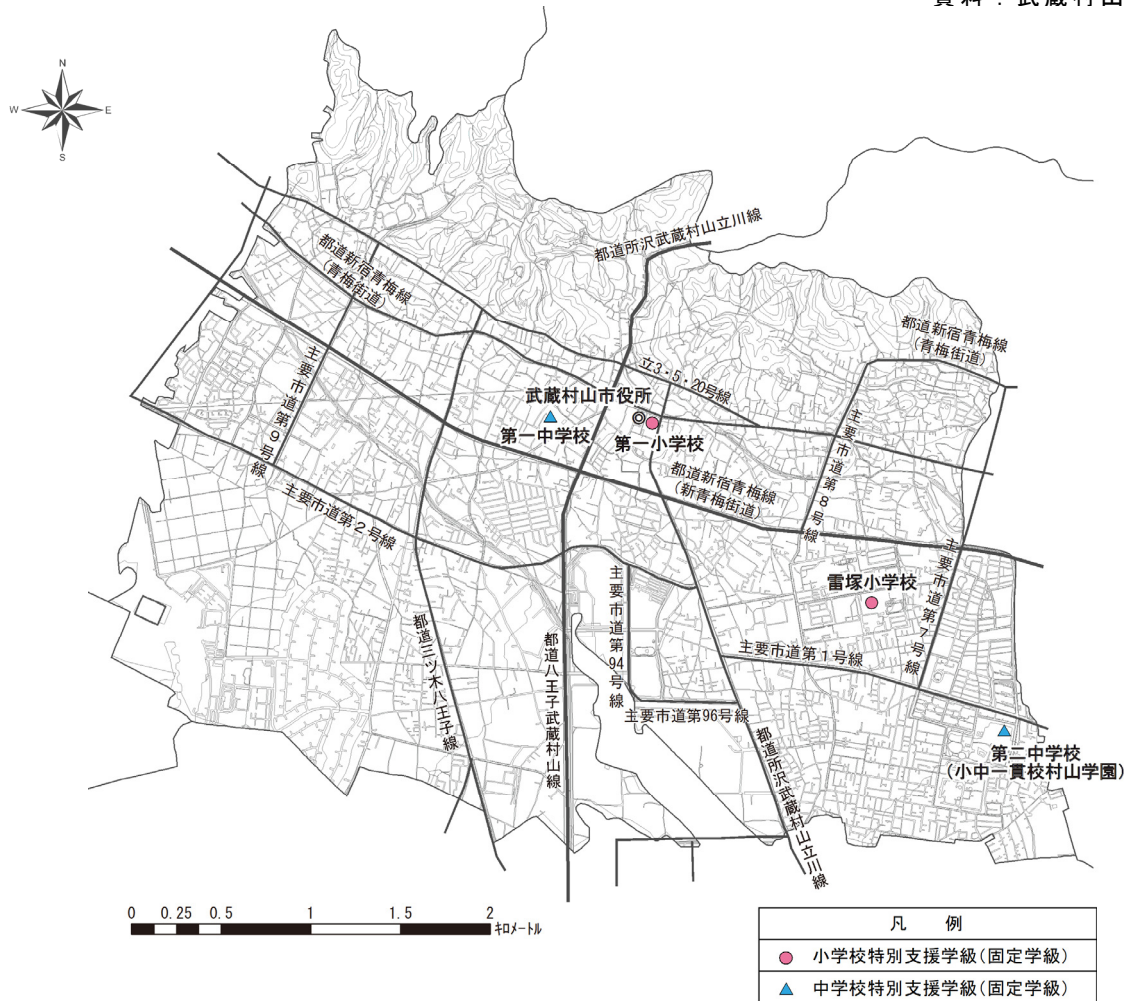 資料：武蔵村山
N
W
E
S
都道所沢武蔵村山立川線
都道新宿青梅線
(青梅街道)
都道新宿青梅線
(青梅街道)
立3・5・20号線
主要市道第9号線
武蔵村山市役所
第一中学校
第一小学校
主要市道第8号線
都道新宿青梅線
(新青梅街道)
主要市道第2号線
主要市道第7号線
雷塚小学校
主要市道第94号線
都道三ツ木八王子線
都道八王子武蔵村山線
主要市道第1号線
主要市道第96号線
都道所沢武蔵村山立川線
第二中学校
(小中一貫校村山学園)
0 0.25 0.5 1 1.5 2
キロメートル
凡 例
小学校特別支援学級(固定学級)
中学校特別支援学級(固定学級)